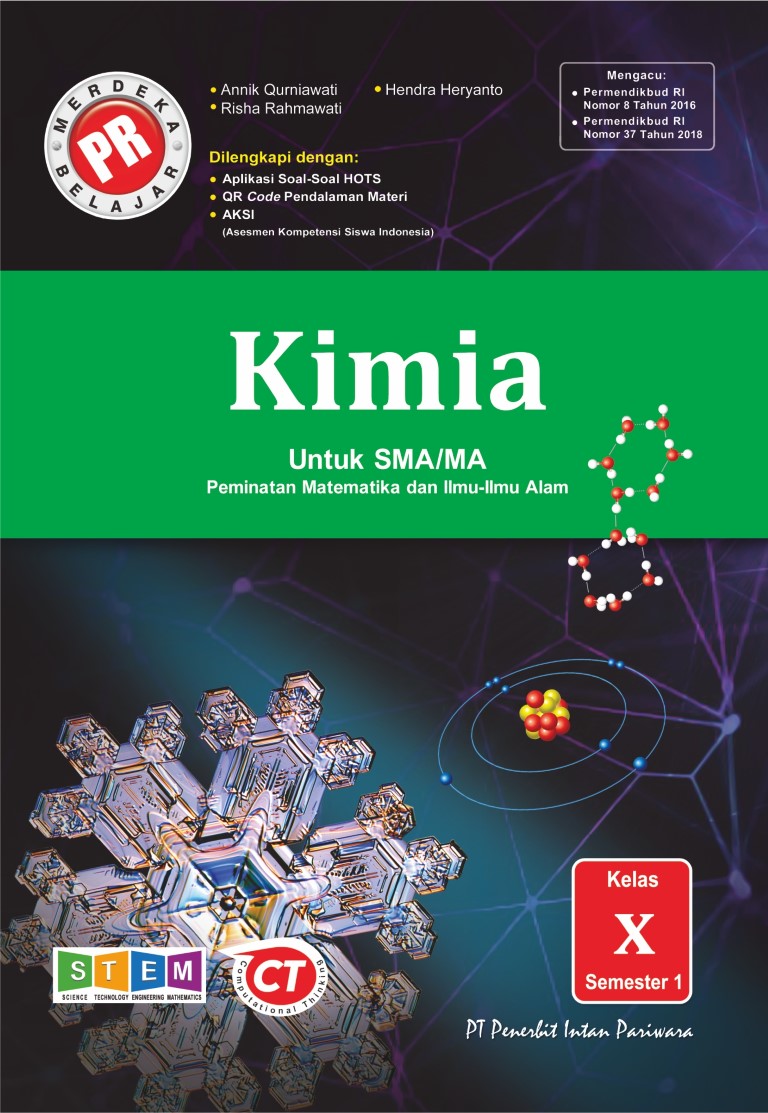 MERDEKA
PR
BELAJAR
• Annik Qurniawati
• Hendra Heryanto
• Risha Rahmawati
Mengacu:
• Permendikbud RI
Nomor 8 Tahun 2016
• Permendikbud RI
Nomor 37 Tahun 2018
Dilengkapi dengan:
• Aplikasi Soal-Soal HOTS
• QR Code Pendalaman Materi
• AKSI
(Asesmen Kompetensi Siswa Indonesia)
Kimia
Untuk SMA/MA
Peminatan Matematika dan Ilmu-Ilmu Alam
Kelas
X
Semester 1
STEM
SCIENCE TECHNOLOGY ENGINEERING MATHEMATICS
CT
Computational Thinking
PT Penerbit Intan Pariwara